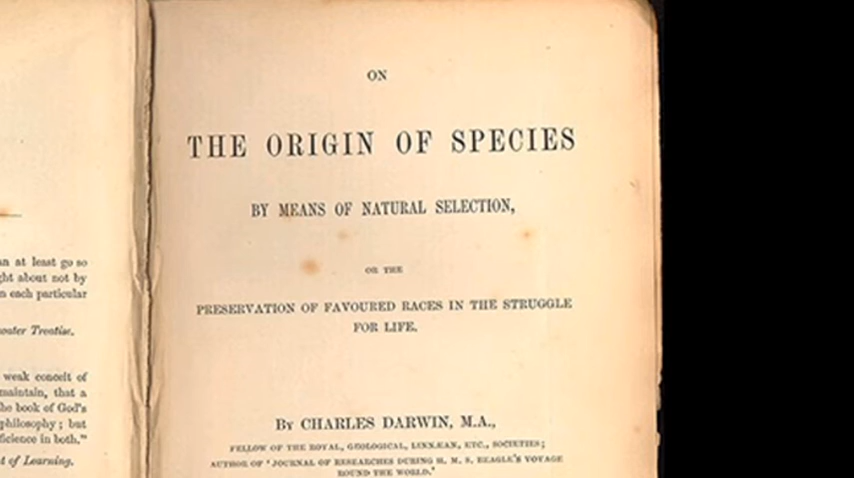 an at least go so
ght about not by
n each particular
water Treatise.
weak conceit of
maintain, that a
he book of God's
philosophy; but
ficience in both."
t of Learning.
ON
THE ORIGIN OF SPECIES
BY MEANS OF NATURAL SELECTION,
OR THE
PRESERVATION OF FAVOURED RACES IN THE STRUGGLE
FOR LIFE.
By CHARLES DARWIN, M.A.,
FELLOW OF THE ROYAL, GEOLOGICAL, LINNÆAN, ETC., SOCIETIES;
AUTHOR OF 'JOURNAL OF RESEARCHES DURING H. M. S. BEAGLE'S VOYAGE
ROUND THE WORLD.'